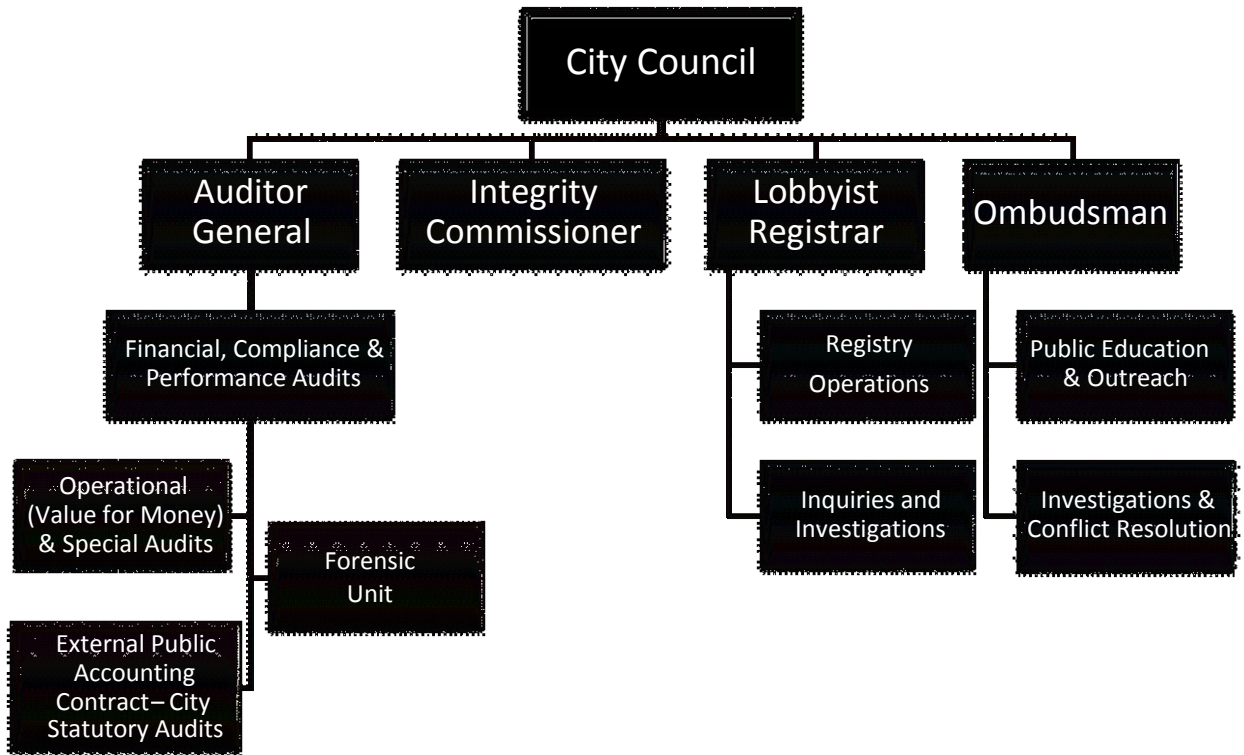 City Council
Auditor
General
Integrity
Commissioner
Lobbyist
Registrar
Ombudsman
Financial, Compliance &
Performance Audits
Registry
Operations
Public Education
& Outreach
Operational
(Value for Money)
& Special Audits
Forensic
Unit
Inquiries and
Investigations
Investigations &
Conflict Resolution
External Public
Accounting
Contract– City
Statutory Audits